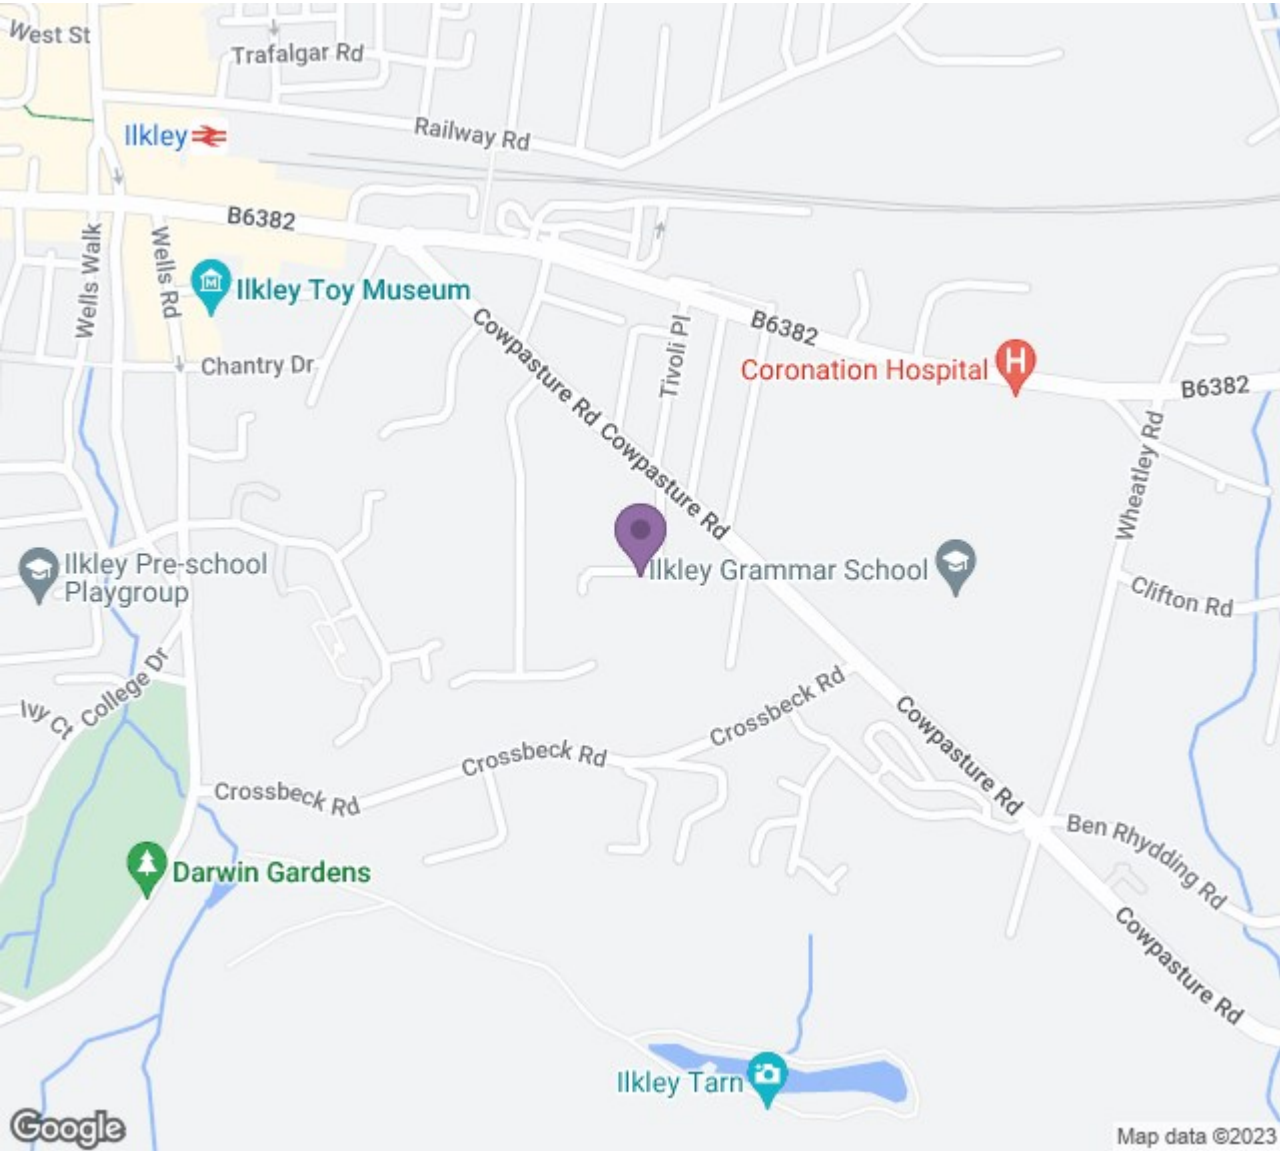 West St
Trafalgar Rd
Ilkley
Railway Rd
B6382
Wells Walk
Wells Rd
Ilkley Toy Museum
Cowpasture Rd
Tivoli Pl
B6382
Chantry Dr
Coronation Hospital
H
B6382
Cowpasture Rd
Wheatley Rd
Ilkley Pre-school
Playgroup
Ilkley Grammar School
Clifton Rd
College Dr
Ivy Ct
Crossbeck Rd
Cowpasture Rd
Crossbeck Rd
Crossbeck Rd
Ben Rhydding Rd
Darwin Gardens
Cowpasture Rd
Ilkley Tarn
Google
Map data ©2023